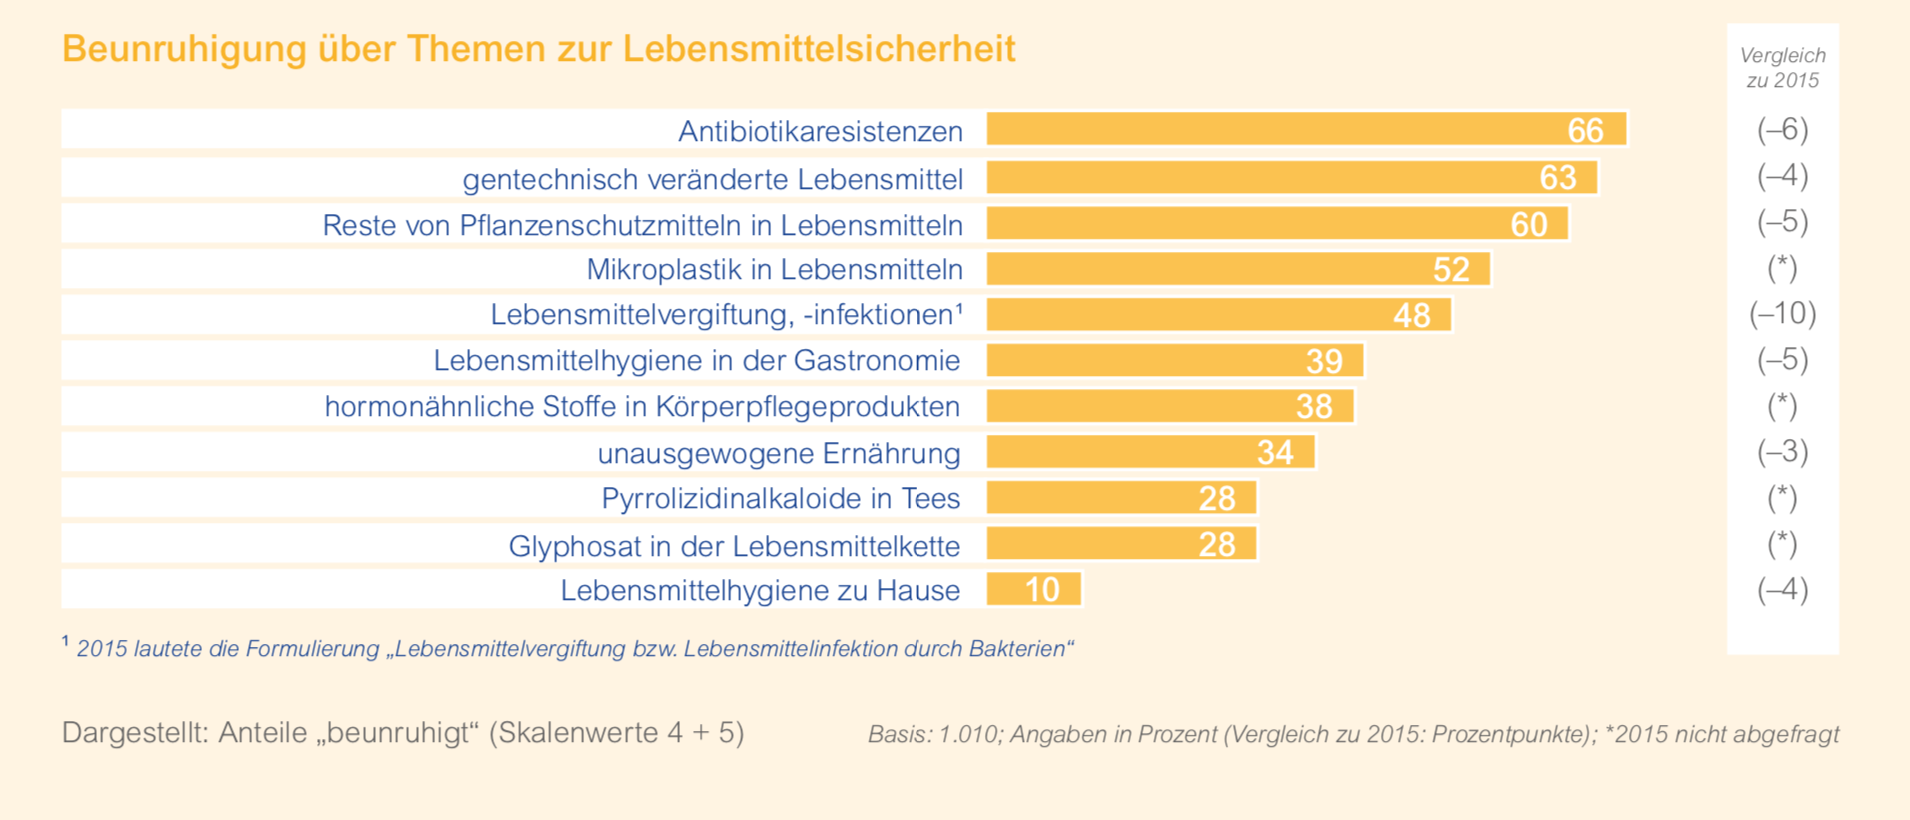 Beunruhigung über Themen zur Lebensmittelsicherheit
Vergleich
zu 2015
Antibiotikaresistenzen 66 (–6)
gentechnisch veränderte Lebensmittel 63 (–4)
Reste von Pflanzenschutzmitteln in Lebensmitteln 60 (–5)
Mikroplastik in Lebensmitteln 52 (*)
Lebensmittelvergiftung, -infektionen¹ 48 (–10)
Lebensmittelhygiene in der Gastronomie 39 (–5)
hormonähnliche Stoffe in Körperpflegeprodukten 38 (*)
unausgewogene Ernährung 34 (–3)
Pyrrolizidinalkaloide in Tees 28 (*)
Glyphosat in der Lebensmittelkette 28 (*)
Lebensmittelhygiene zu Hause 10 (–4)
¹ 2015 lautete die Formulierung „Lebensmittelvergiftung bzw. Lebensmittelinfektion durch Bakterien“
Dargestellt: Anteile „beunruhigt“ (Skalenwerte 4 + 5) Basis: 1.010; Angaben in Prozent (Vergleich zu 2015: Prozentpunkte); *2015 nicht abgefragt